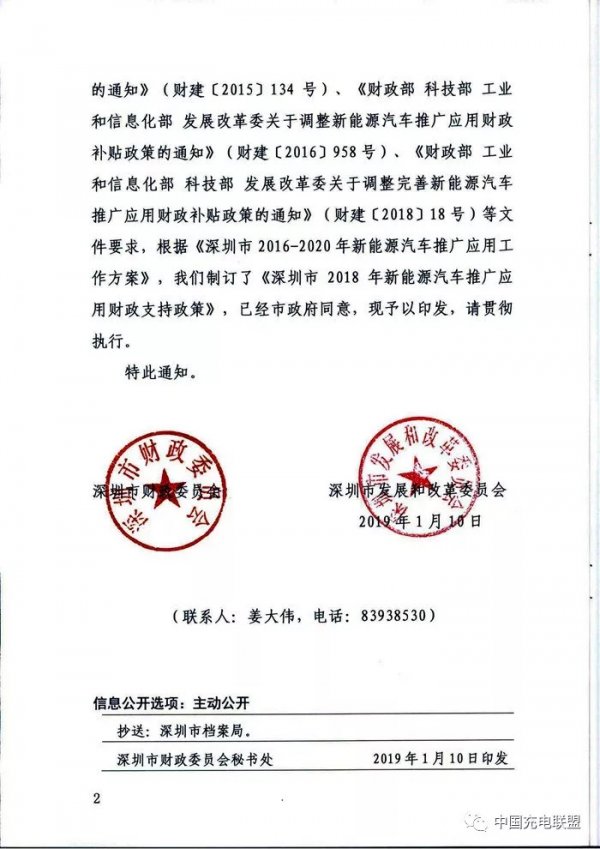 的通知》（财建〔2015〕134 号）、《财政部 科技部 工业
和信息化部 发展改革委关于调整新能源汽车推广应用财政
补贴政策的通知》（财建〔2016〕958 号）、《财政部 工业
和信息化部 科技部 发展改革委关于调整完善新能源汽车
推广应用财政补贴政策的通知》（财建〔2018〕18 号）等文
件要求，根据《深圳市 2016-2020 年新能源汽车推广应用工
作方案》，我们制订了《深圳市 2018 年新能源汽车推广应
用财政支持政策》，已经市政府同意，现予以印发，请贯彻
执行。
特此通知。
深圳市财政委员会
深圳市财政委员会
深圳市发展和改革委员会
深圳市发展和改革委员会
2019 年 1 月 10 日
（联系人：姜大伟，电话：83938530）
信息公开选项：主动公开
抄送：深圳市档案局。
深圳市财政委员会秘书处 2019 年 1 月 10 日印发
2
中国充电联盟